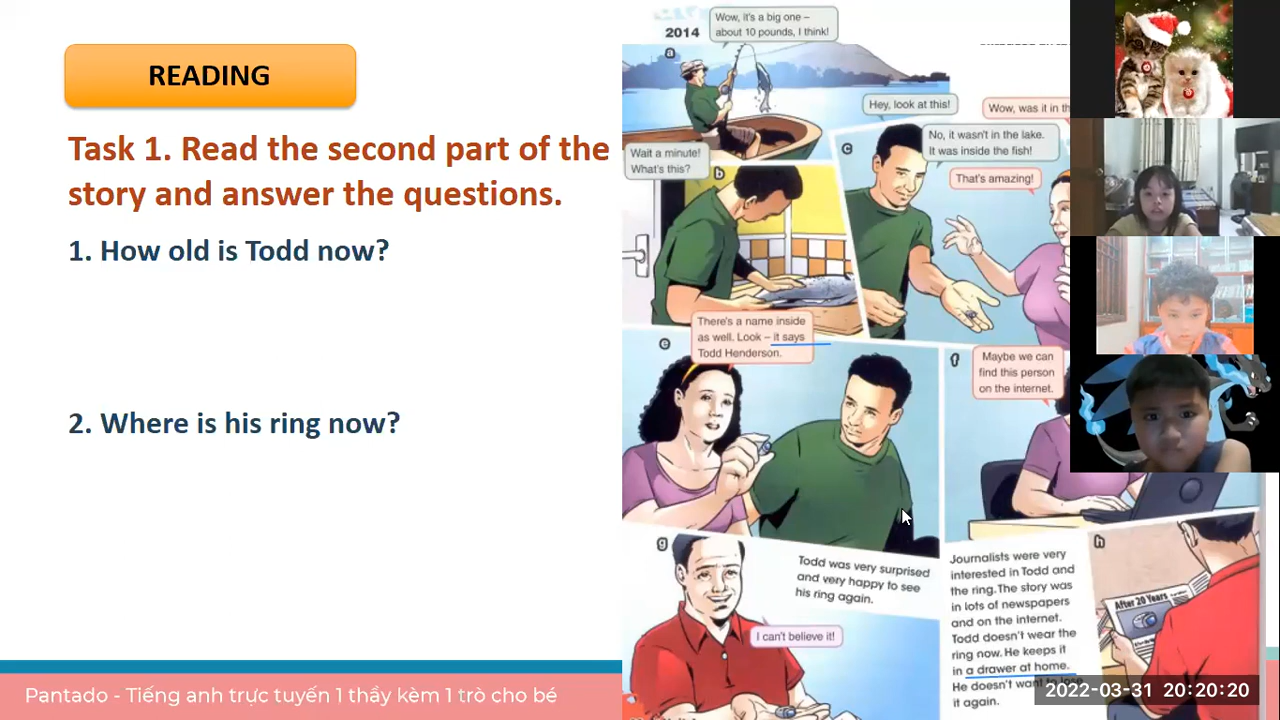 READING
Task 1. Read the second part of the
story and answer the questions.
1. How old is Todd now?
2. Where is his ring now?
Pantado - Tiếng anh trực tuyến 1 thầy kèm 1 trò cho bé
2014
Wow, it's a big one –
about 10 pounds, I think!
a
Wait a minute!
What's this?
b
Hey, look at this!
Wow, was it in th
c
No, it wasn't in the lake.
It was inside the fish!
That's amazing!
There's a name inside
as well. Look – it says
Todd Henderson.
e
f
Maybe we can
find this person
on the internet.
g
Todd was very surprised
and very happy to see
his ring again.
I can't believe it!
Journalists were very
interested in Todd and
the ring. The story was
in lots of newspapers
and on the internet.
Todd doesn't wear the
ring now. He keeps it
in a drawer at home.
He doesn't want to lose
it again.
h
After 20 Years
2022-03-31 20:20:20